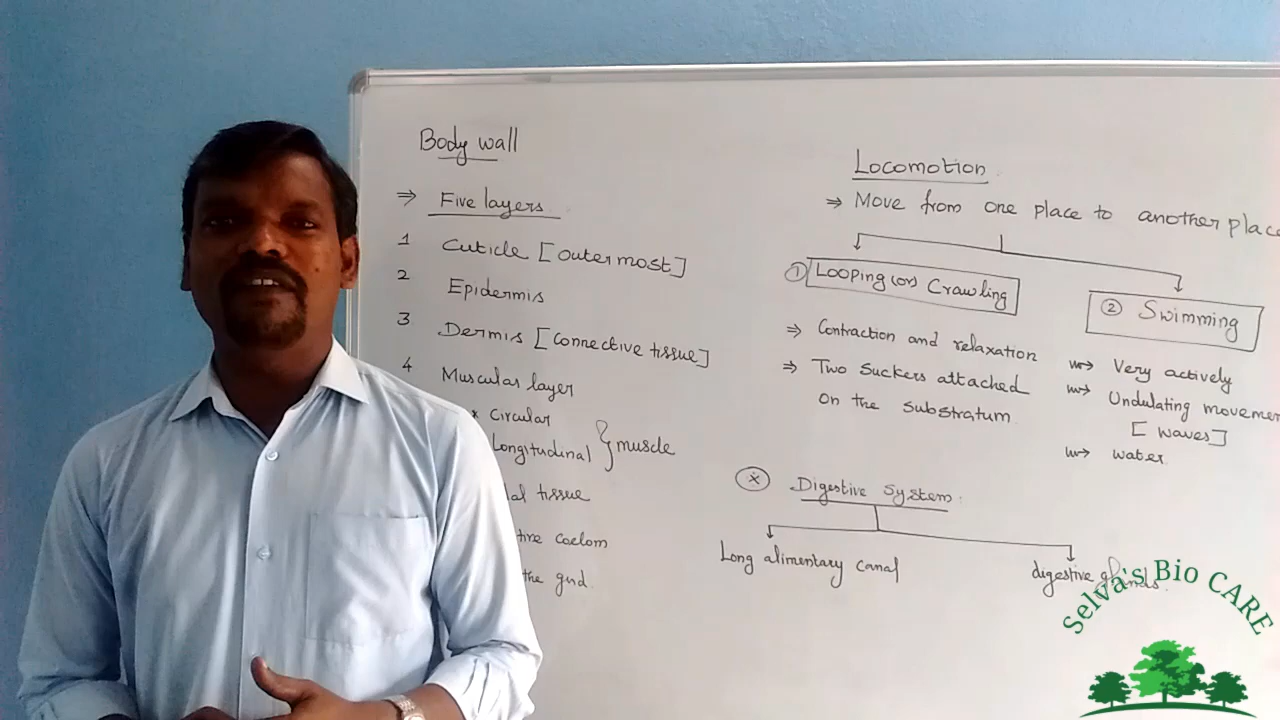 Body wall
⇒ Five layers
1 Cuticle [outermost]
2 Epidermis
3 Dermis [connective tissue]
4 Muscular layer
* Circular
Longitudinal } muscle
tissue
coelom
the
Locomotion
⇒ Move from one place to another place
① Looping (or) Crawling
⇒ Contraction and relaxation
⇒ Two suckers attached
on the substratum
② Swimming
Very actively
Undulating movemen
[waves]
water
Digestive system
Long alimentary canal
digestive glands
Selva's Bio CARE